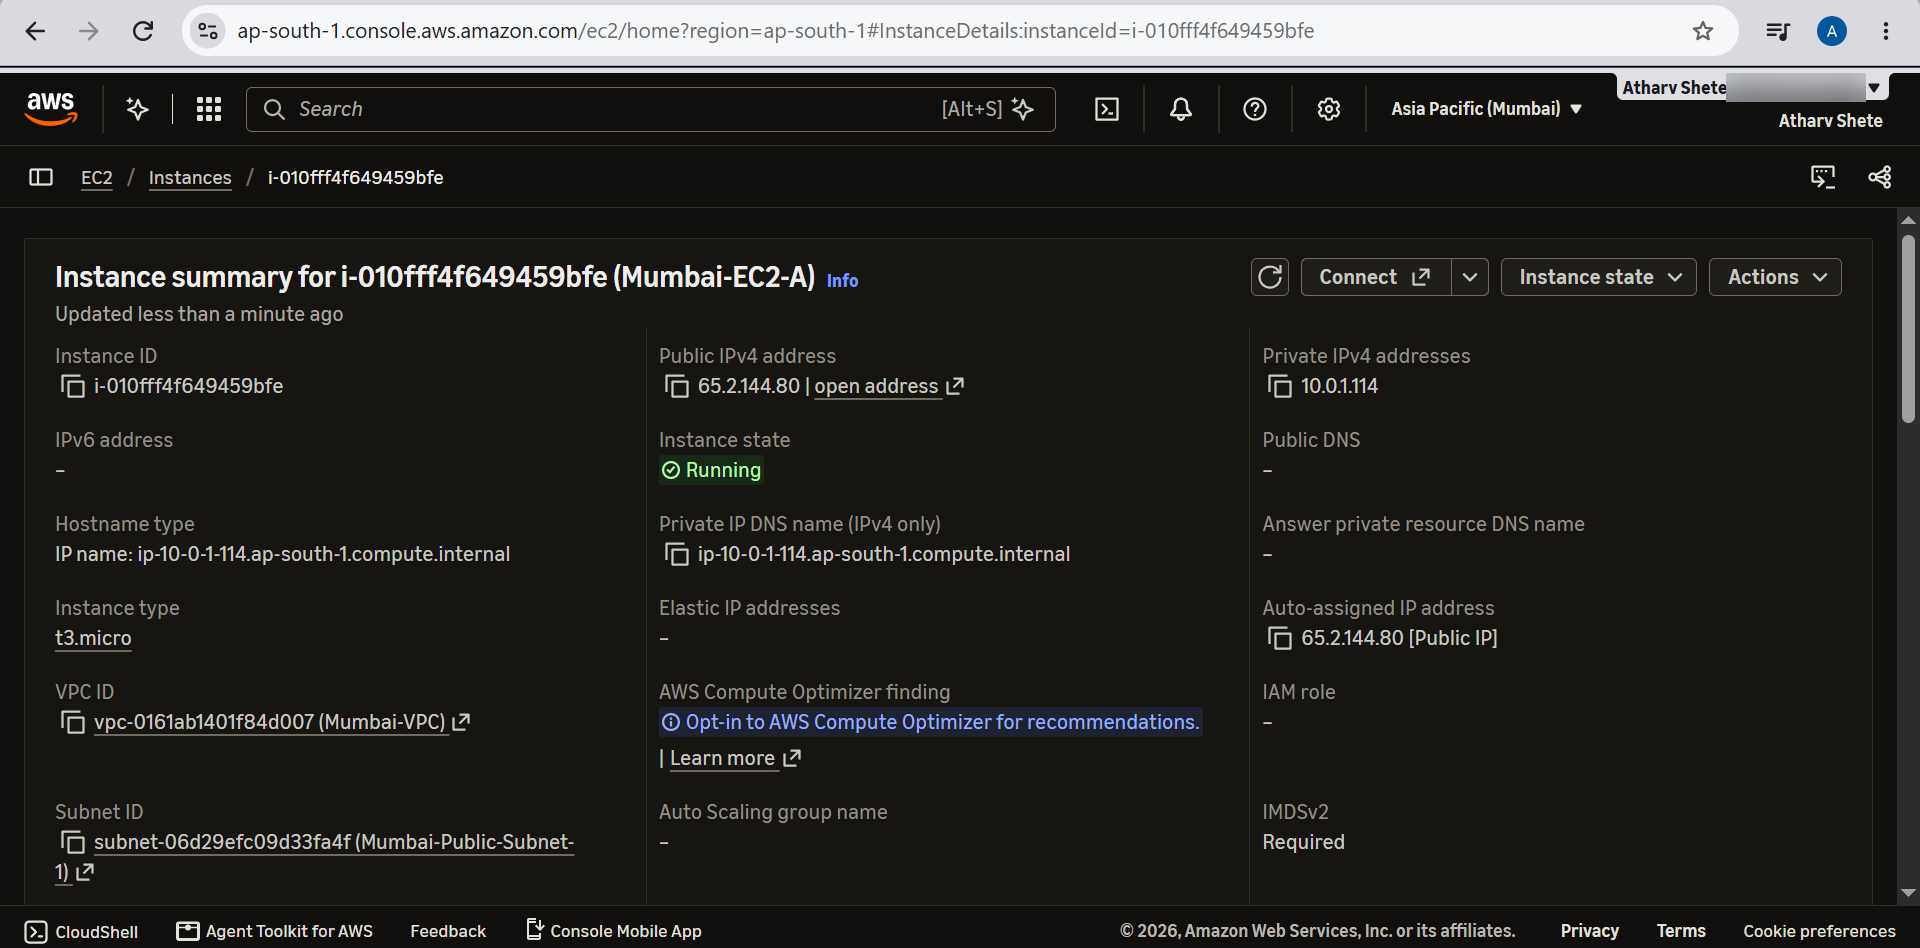 ap-south-1.console.aws.amazon.com/ec2/home?region=ap-south-1#InstanceDetails:instanceId=i-010fff4f649459bfe
A
aws
Search
[Alt+S]
Asia Pacific (Mumbai)
Atharv Shete
Atharv Shete
EC2 / Instances / i-010fff4f649459bfe
Instance summary for i-010fff4f649459bfe (Mumbai-EC2-A) Info
Updated less than a minute ago
Connect
Instance state
Actions
Instance ID
i-010fff4f649459bfe
Public IPv4 address
65.2.144.80 | open address
Private IPv4 addresses
10.0.1.114
IPv6 address
–
Instance state
Running
Public DNS
–
Hostname type
IP name: ip-10-0-1-114.ap-south-1.compute.internal
Private IP DNS name (IPv4 only)
ip-10-0-1-114.ap-south-1.compute.internal
Answer private resource DNS name
–
Instance type
t3.micro
Elastic IP addresses
–
Auto-assigned IP address
65.2.144.80 [Public IP]
VPC ID
vpc-0161ab1401f84d007 (Mumbai-VPC)
AWS Compute Optimizer finding
Opt-in to AWS Compute Optimizer for recommendations.
| Learn more
IAM role
–
Subnet ID
subnet-06d29efc09d33fa4f (Mumbai-Public-Subnet-
1)
Auto Scaling group name
–
IMDSv2
Required
CloudShell
Agent Toolkit for AWS
Feedback
Console Mobile App
© 2026, Amazon Web Services, Inc. or its affiliates.
Privacy
Terms
Cookie preferences